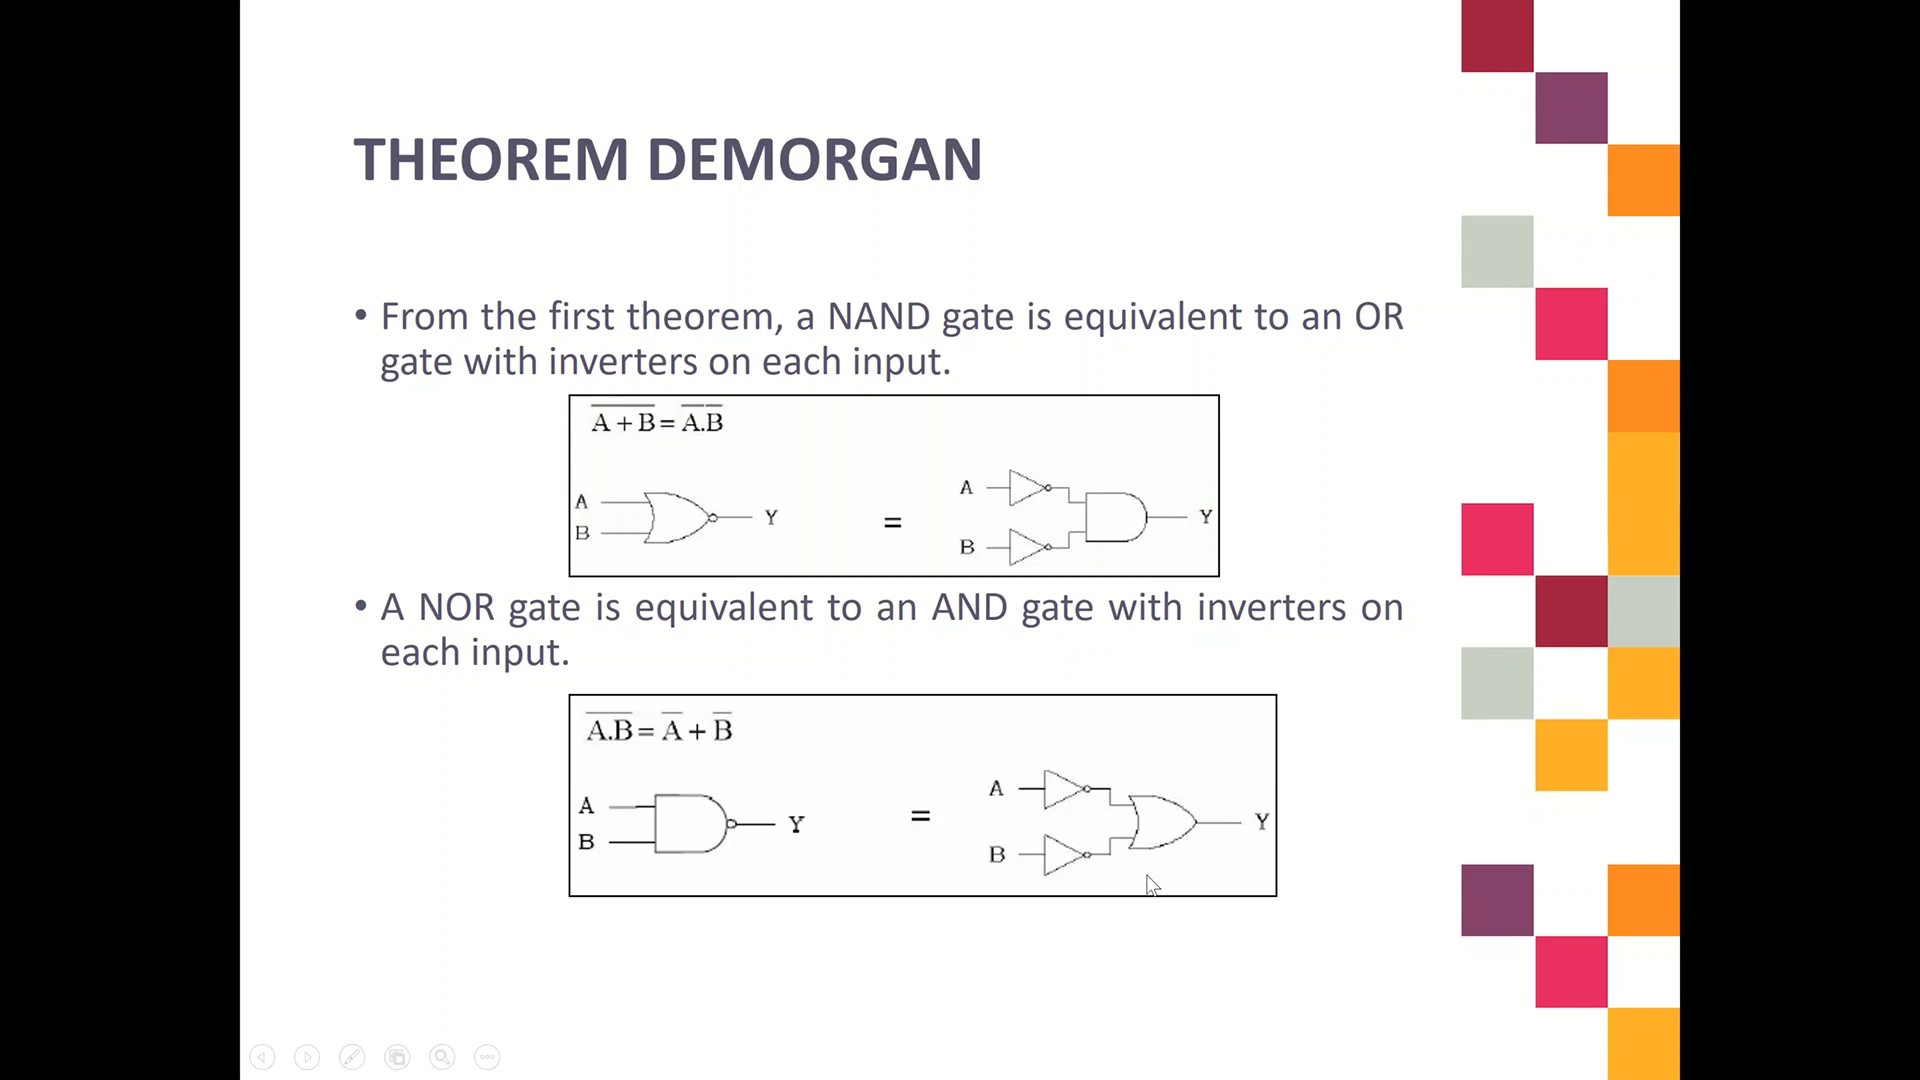 THEOREM DEMORGAN
• From the first theorem, a NAND gate is equivalent to an OR
gate with inverters on each input.
A̅ ̅+̅ ̅B̅ = A̅.B̅
A
B
Y
=
A
B
Y
• A NOR gate is equivalent to an AND gate with inverters on
each input.
A̅.̅B̅ = A̅ + B̅
A
B
Y
=
A
B
Y